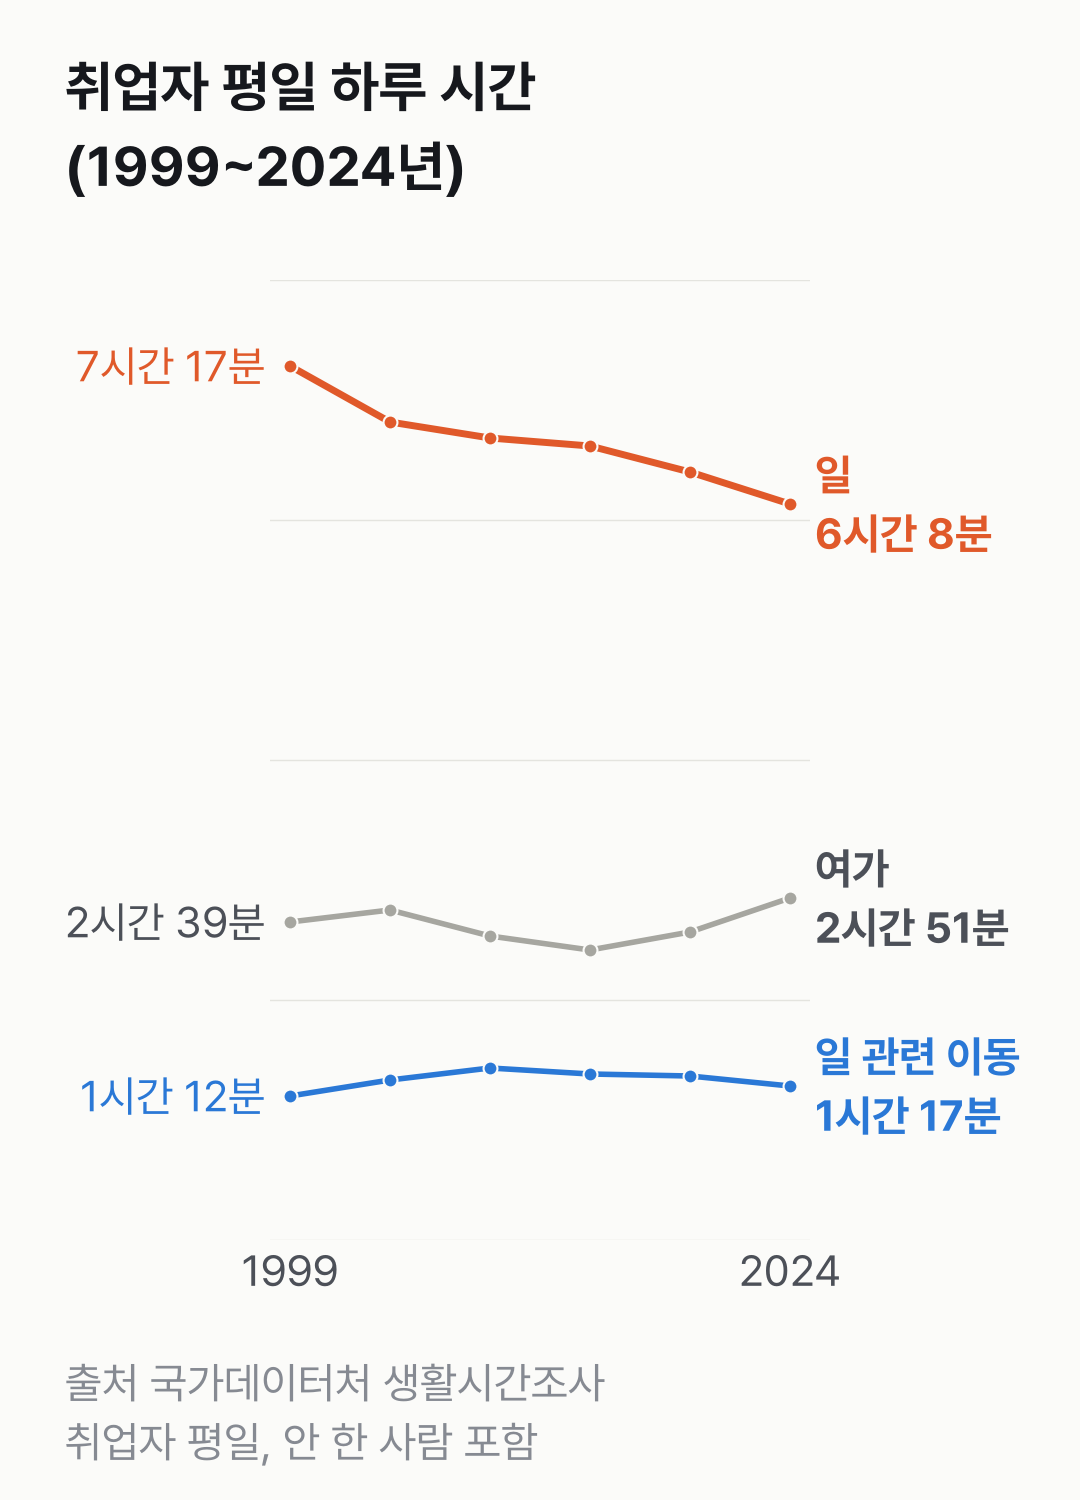 취업자 평일 하루 시간
(1999~2024년)
7시간 17분
일
6시간 8분
여가
2시간 39분
2시간 51분
일 관련 이동
1시간 12분
1시간 17분
1999
2024
출처 국가데이터처 생활시간조사
취업자 평일, 안 한 사람 포함